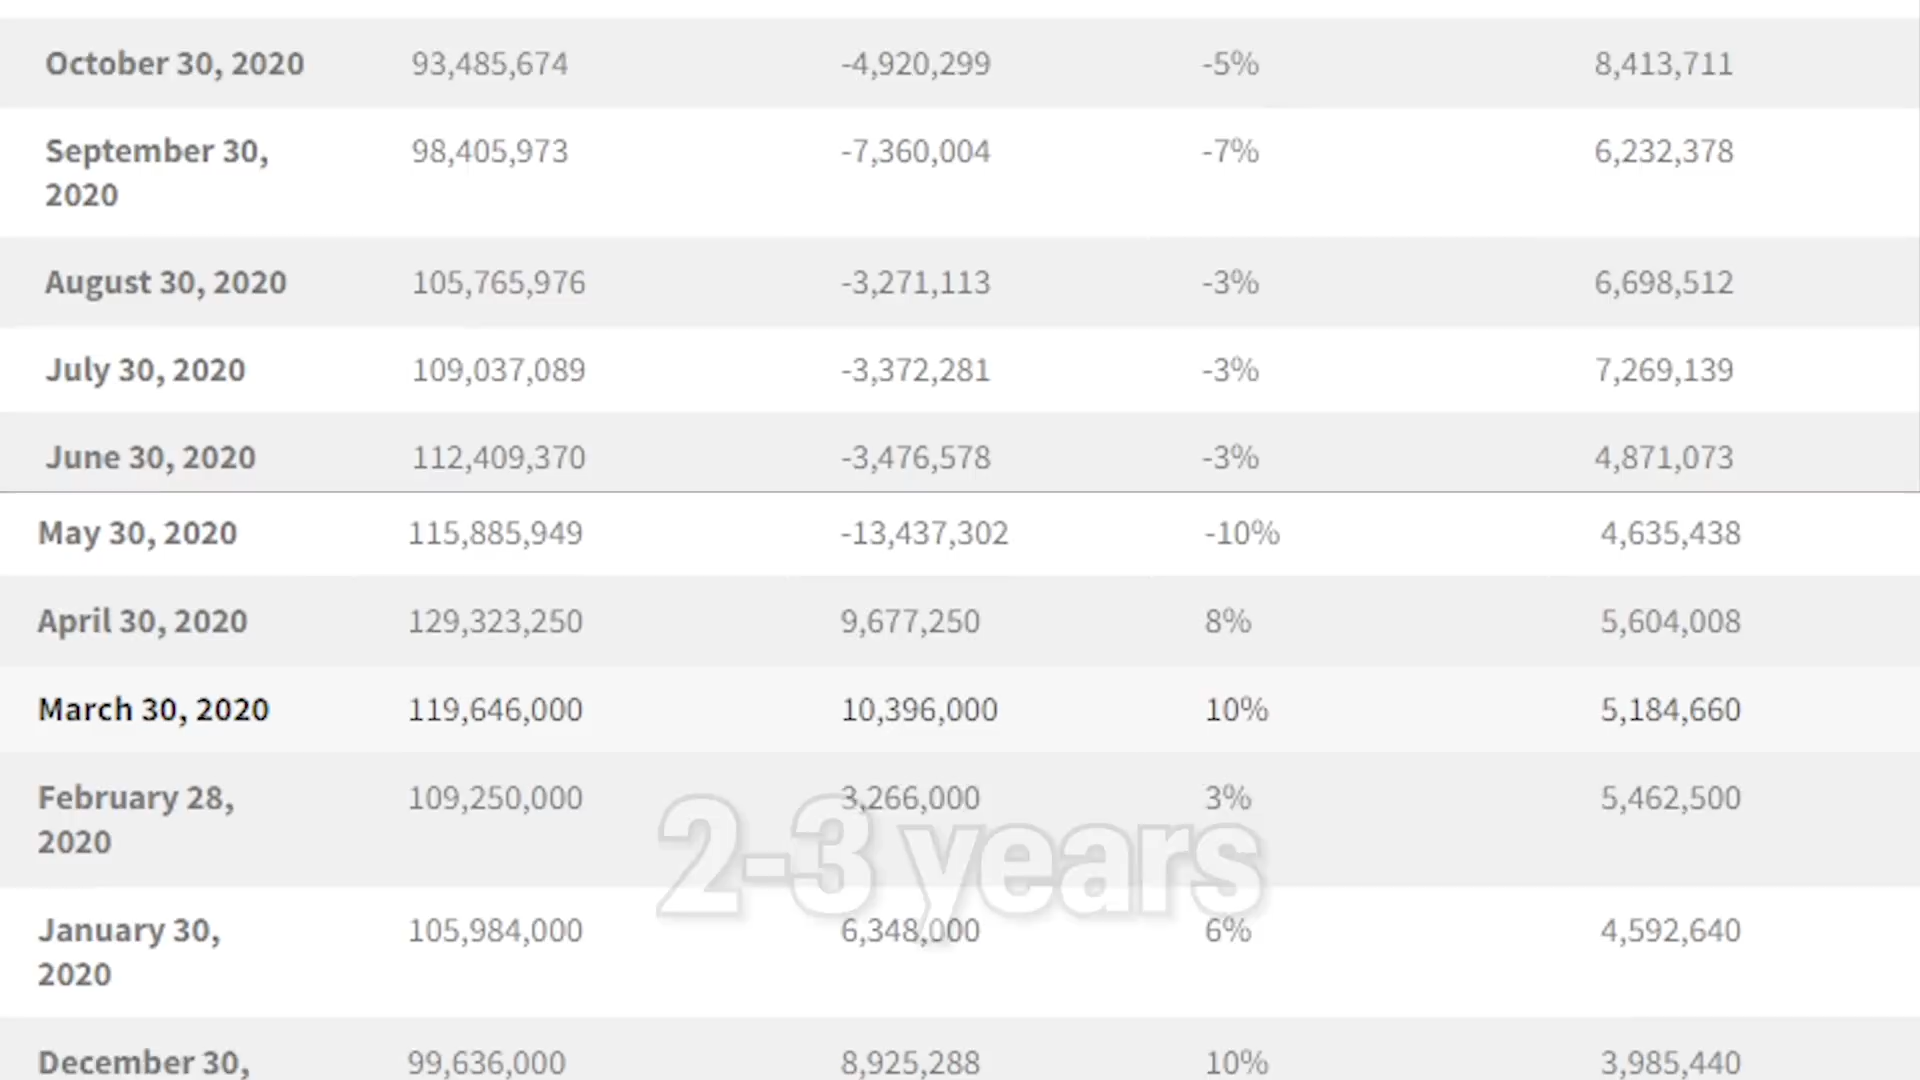 October 30, 2020 93,485,674 -4,920,299 -5% 8,413,711
September 30, 98,405,973 -7,360,004 -7% 6,232,378
2020
August 30, 2020 105,765,976 -3,271,113 -3% 6,698,512
July 30, 2020 109,037,089 -3,372,281 -3% 7,269,139
June 30, 2020 112,409,370 -3,476,578 -3% 4,871,073
May 30, 2020 115,885,949 -13,437,302 -10% 4,635,438
April 30, 2020 129,323,250 9,677,250 8% 5,604,008
March 30, 2020 119,646,000 10,396,000 10% 5,184,660
February 28, 109,250,000 3,266,000 3% 5,462,500
2020
2-3 years
January 30, 105,984,000 6,348,000 6% 4,592,640
2020
December 30, 99,636,000 8,925,288 10% 3,985,440